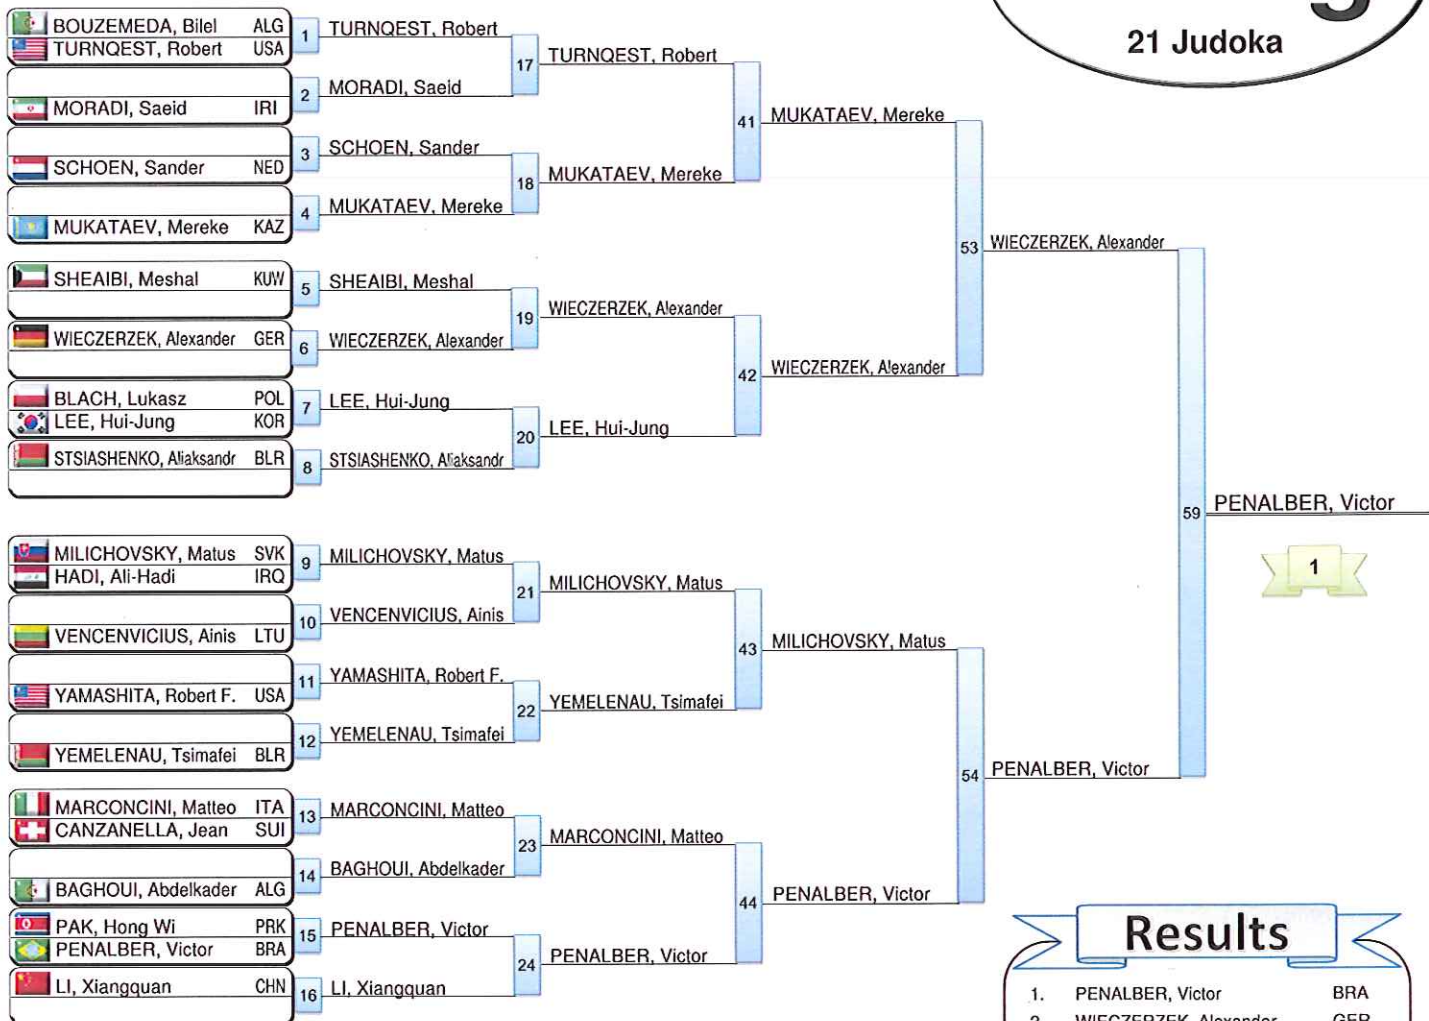 21 Judoka
BOUZEMEDA, Bilel ALG
TURNQEST, Robert USA
1 TURNQEST, Robert
17 TURNQEST, Robert
MORADI, Saeid IRI
2 MORADI, Saeid
41 MUKATAEV, Mereke
SCHOEN, Sander NED
3 SCHOEN, Sander
18 MUKATAEV, Mereke
MUKATAEV, Mereke KAZ
4 MUKATAEV, Mereke
53 WIECZERZEK, Alexander
SHEAIBI, Meshal KUW
5 SHEAIBI, Meshal
19 WIECZERZEK, Alexander
WIECZERZEK, Alexander GER
6 WIECZERZEK, Alexander
42 WIECZERZEK, Alexander
BLACH, Lukasz POL
LEE, Hui-Jung KOR
7 LEE, Hui-Jung
20 LEE, Hui-Jung
STSIASHENKO, Aliaksandr BLR
8 STSIASHENKO, Aliaksandr
59 PENALBER, Victor
1
MILICHOVSKY, Matus SVK
HADI, Ali-Hadi IRQ
9 MILICHOVSKY, Matus
21 MILICHOVSKY, Matus
VENCENVICIUS, Ainis LTU
10 VENCENVICIUS, Ainis
43 MILICHOVSKY, Matus
YAMASHITA, Robert F. USA
11 YAMASHITA, Robert F.
22 YEMELENAU, Tsimafei
YEMELENAU, Tsimafei BLR
12 YEMELENAU, Tsimafei
54 PENALBER, Victor
MARCONCINI, Matteo ITA
CANZANELLA, Jean SUI
13 MARCONCINI, Matteo
23 MARCONCINI, Matteo
BAGHOUI, Abdelkader ALG
14 BAGHOUI, Abdelkader
44 PENALBER, Victor
PAK, Hong Wi PRK
PENALBER, Victor BRA
15 PENALBER, Victor
24 PENALBER, Victor
LI, Xiangquan CHN
16 LI, Xiangquan
Results
1. PENALBER, Victor BRA
2. WIECZERZEK, Alexander GER